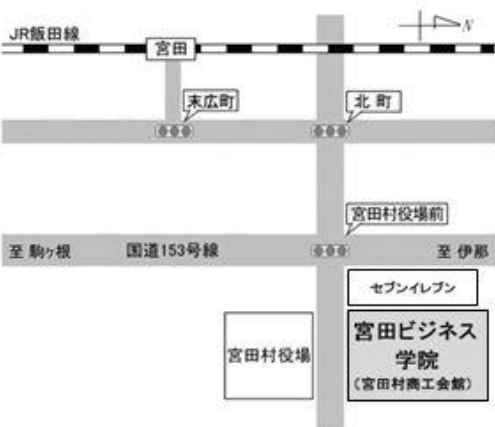 JR飯田線
N
宮田
末広町
北町
宮田村役場前
至 駒ヶ根
国道153号線
至 伊那
セブンイレブン
宮田村役場
宮田ビジネス
学院
(宮田村商工会館)